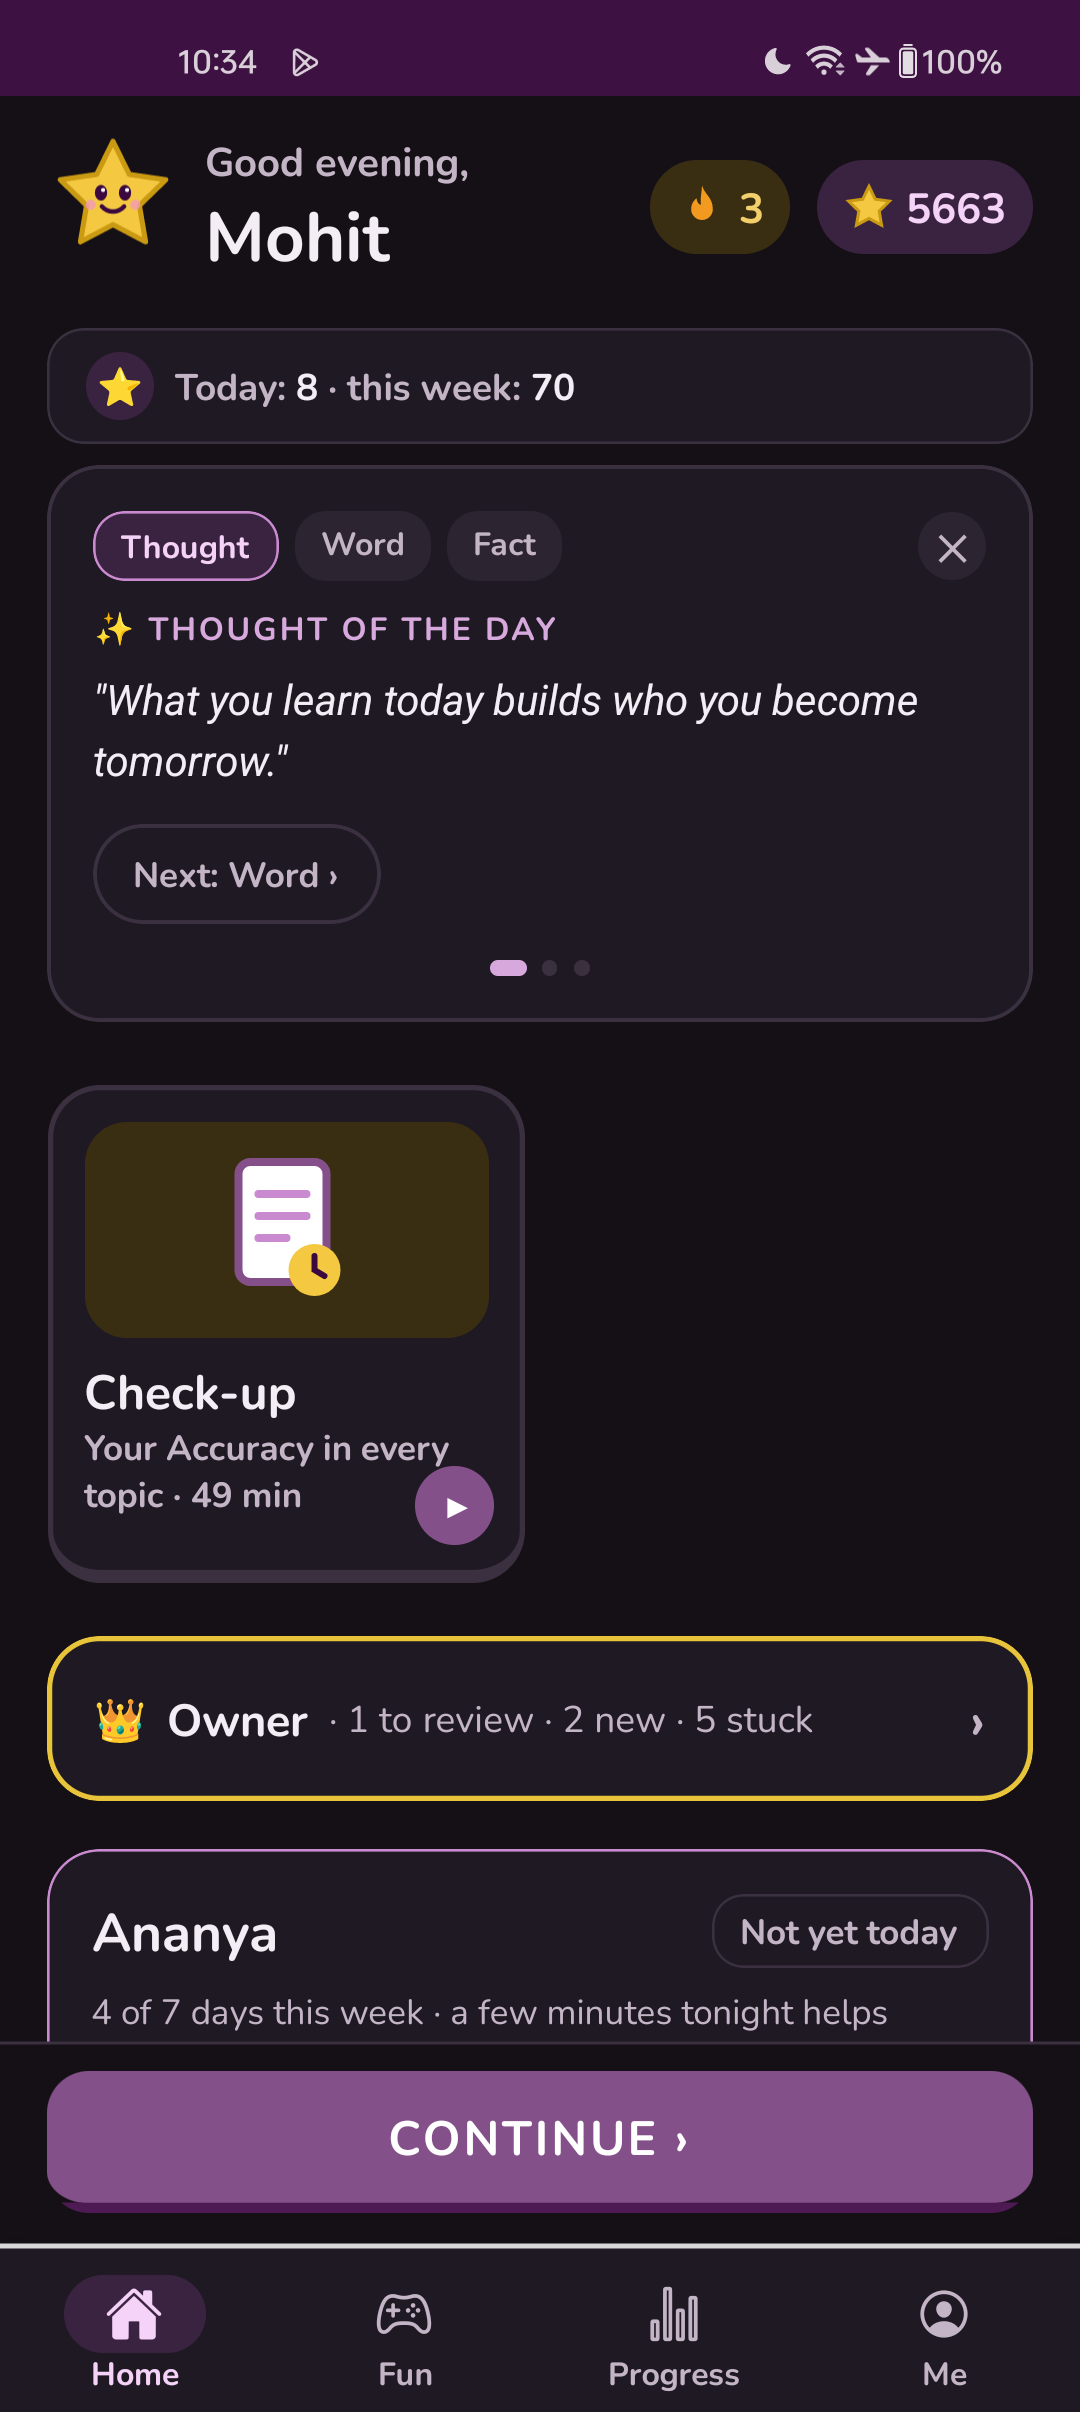 10:34
100%
Good evening,
Mohit
3
5663
Today: 8 · this week: 70
Thought
Word
Fact
✨ THOUGHT OF THE DAY
"What you learn today builds who you become
tomorrow."
Next: Word ›
Check-up
Your Accuracy in every
topic · 49 min
Owner · 1 to review · 2 new · 5 stuck ›
Ananya
Not yet today
4 of 7 days this week · a few minutes tonight helps
CONTINUE ›
Home
Fun
Progress
Me